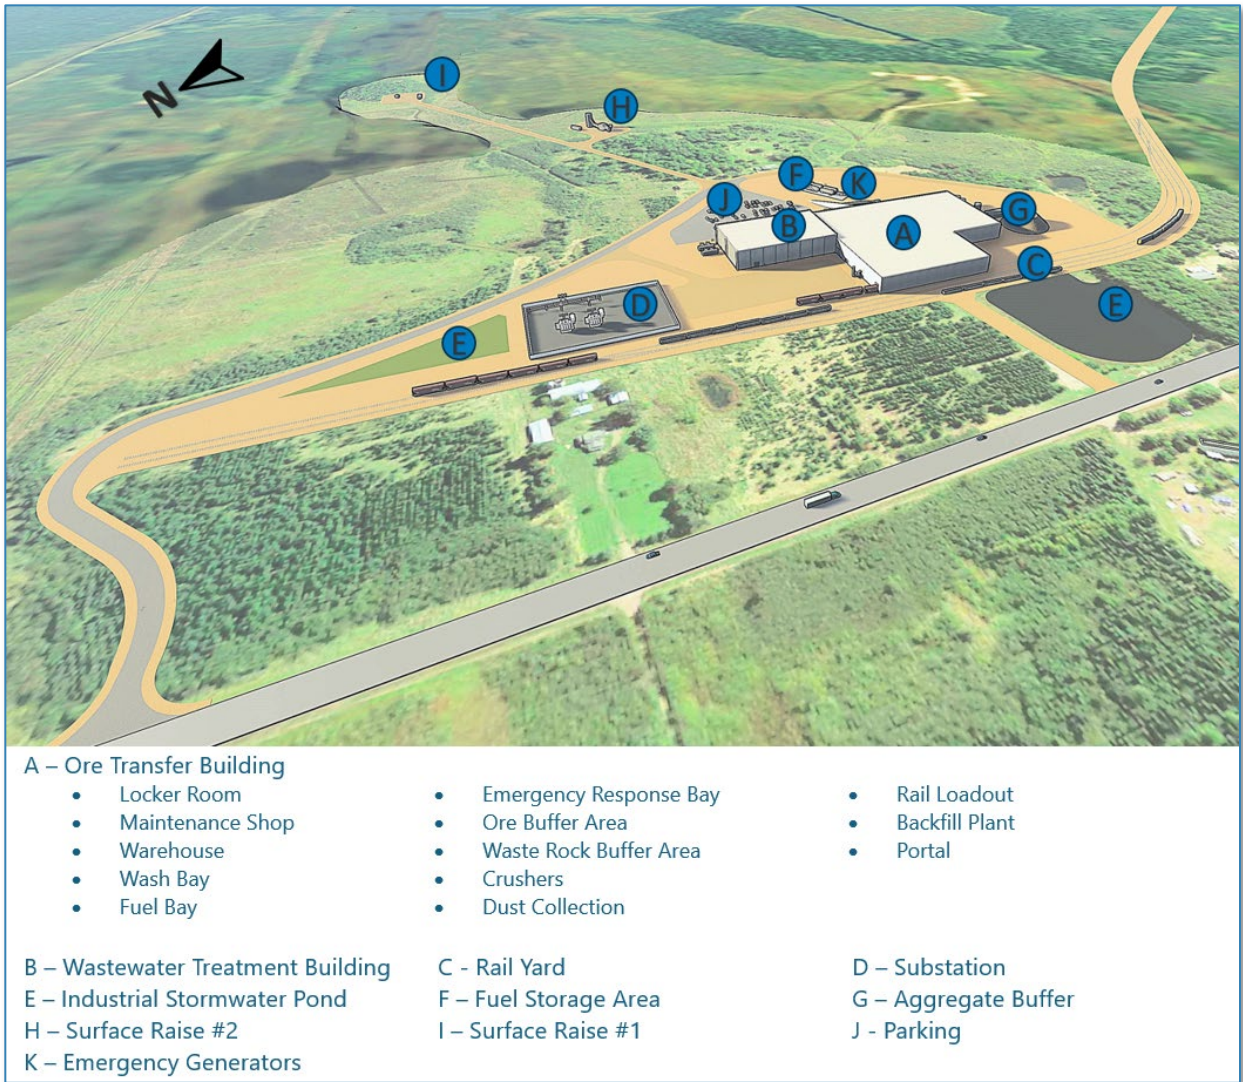 N
I
H
F
K
J
B
A
G
C
D
E
E
A – Ore Transfer Building
• Locker Room
• Maintenance Shop
• Warehouse
• Wash Bay
• Fuel Bay
• Emergency Response Bay
• Ore Buffer Area
• Waste Rock Buffer Area
• Crushers
• Dust Collection
• Rail Loadout
• Backfill Plant
• Portal
B – Wastewater Treatment Building C - Rail Yard D – Substation
E – Industrial Stormwater Pond F – Fuel Storage Area G – Aggregate Buffer
H – Surface Raise #2 I – Surface Raise #1 J - Parking
K – Emergency Generators